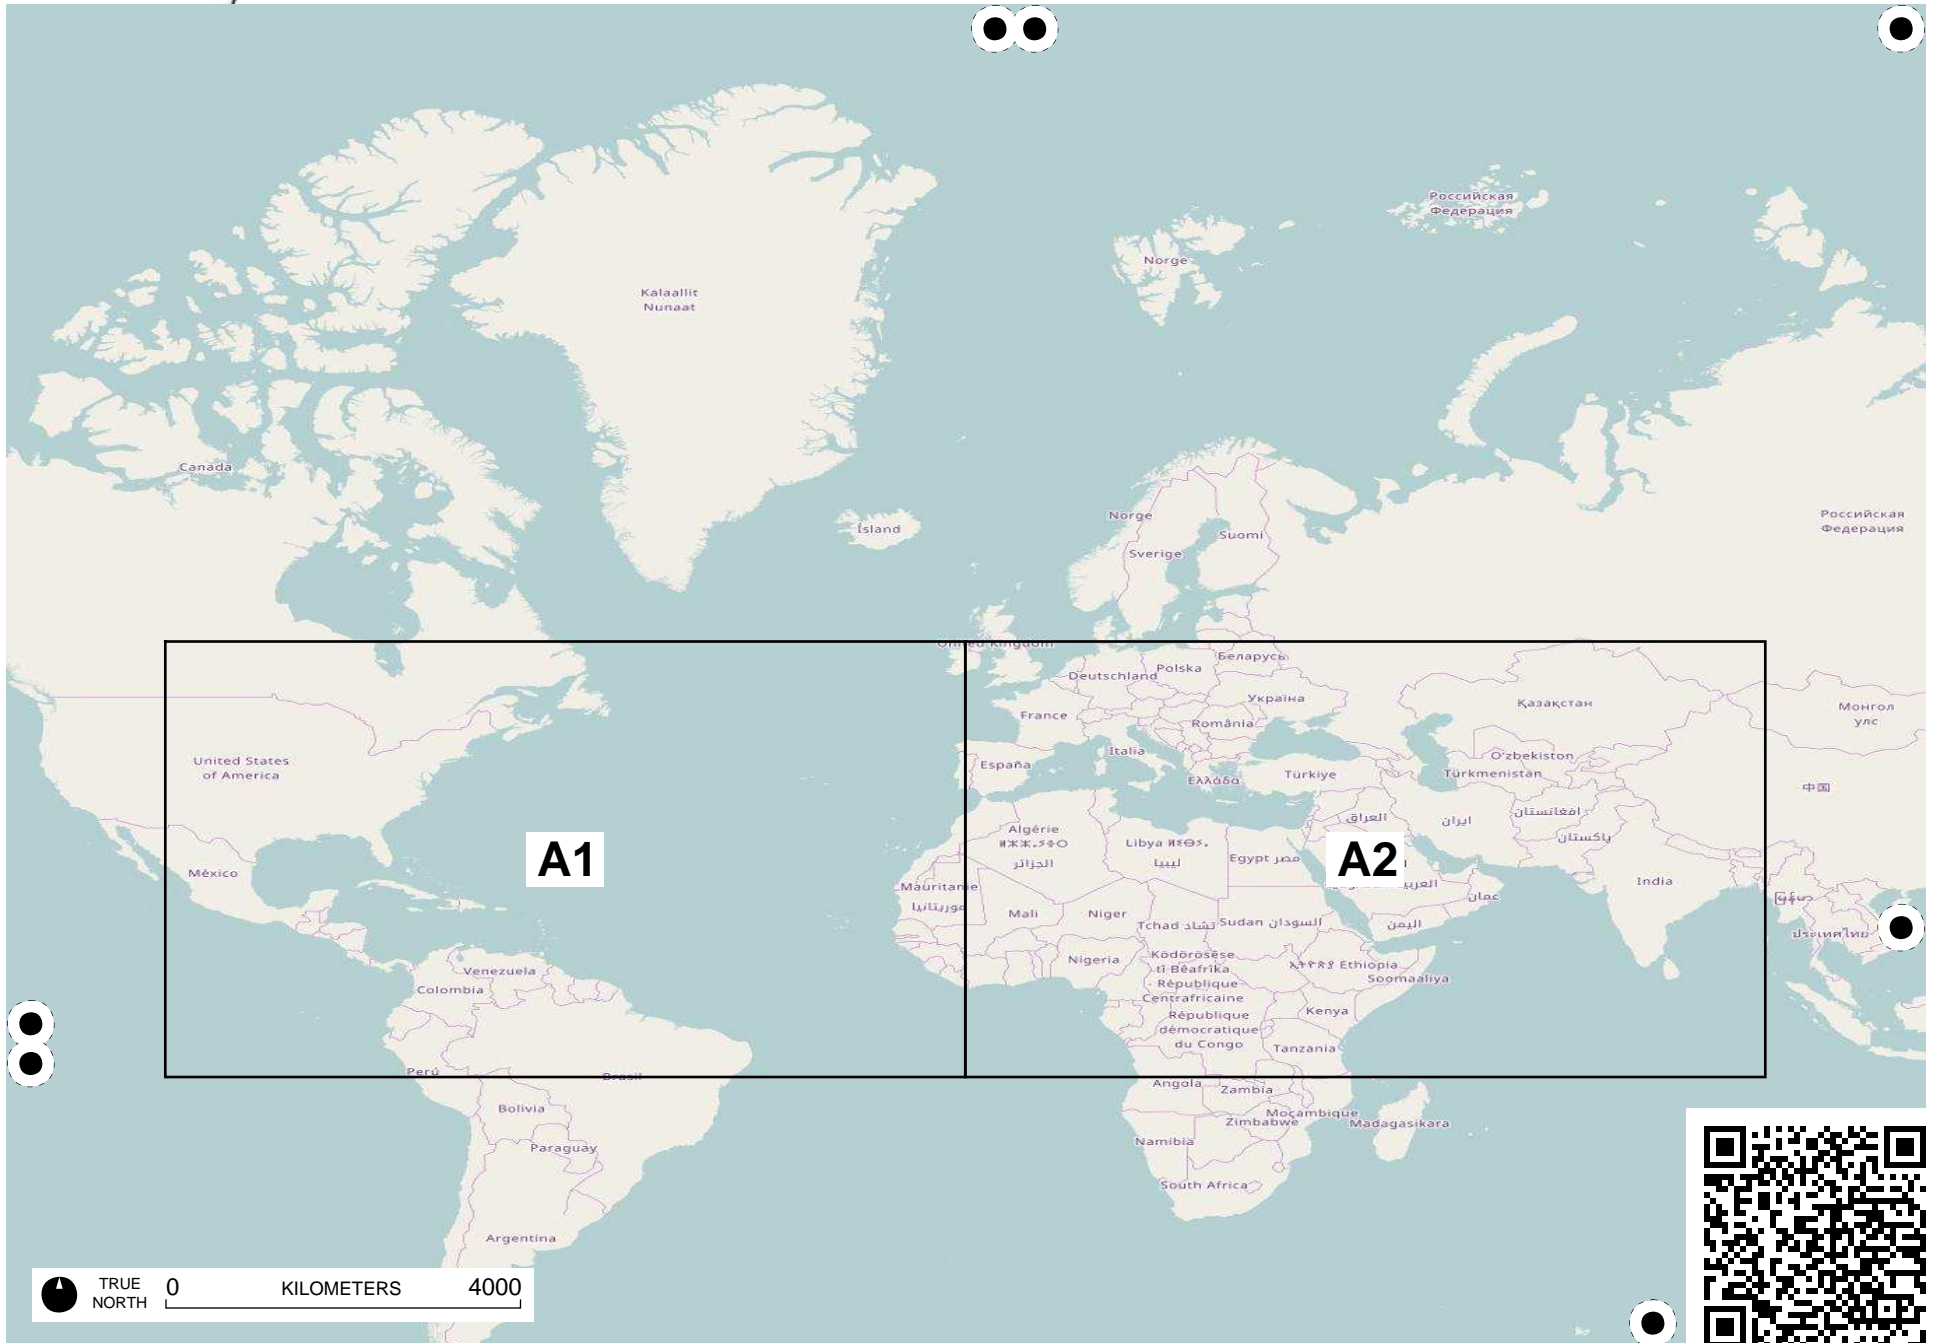 Российская
Федерация
Norge
Kalaallit
Nunaat
Canada
Norge
Российская
Федерация
Ísland
Suomi
Sverige
United Kingdom
Беларусь
Polska
Deutschland
Україна
Қазақстан
Монгол
улс
France
România
Italia
O'zbekiston
United States
of America
España
Türkiye
Türkmenistan
Ελλάδα
中国
افغانستان
العراق
ایران
Algérie
ⵍⵣⵣⴰⵢⴻⵔ
الجزائر
Libya ⵍⵉⴱⵢⴰ
ليبيا
پاکستان
A1
Egypt مصر
A2
México
India
Mauritanie
موريتانيا
عمان
မြန်မာ
Mali
Niger
Tchad تشاد
Sudan السودان
اليمن
ประเทศไทย
Nigeria
Ködörösêse
tî Bêafrîka
- République
Centrafricaine
ኢትዮጵያ Ethiopia
Soomaaliya
Venezuela
Colombia
Kenya
République
démocratique
du Congo
Tanzania
Perú
Brasil
Angola
Zambia
Bolivia
Moçambique
Zimbabwe
Madagasikara
Namibia
Paraguay
South Africa
Argentina
TRUE
NORTH
0 KILOMETERS 4000